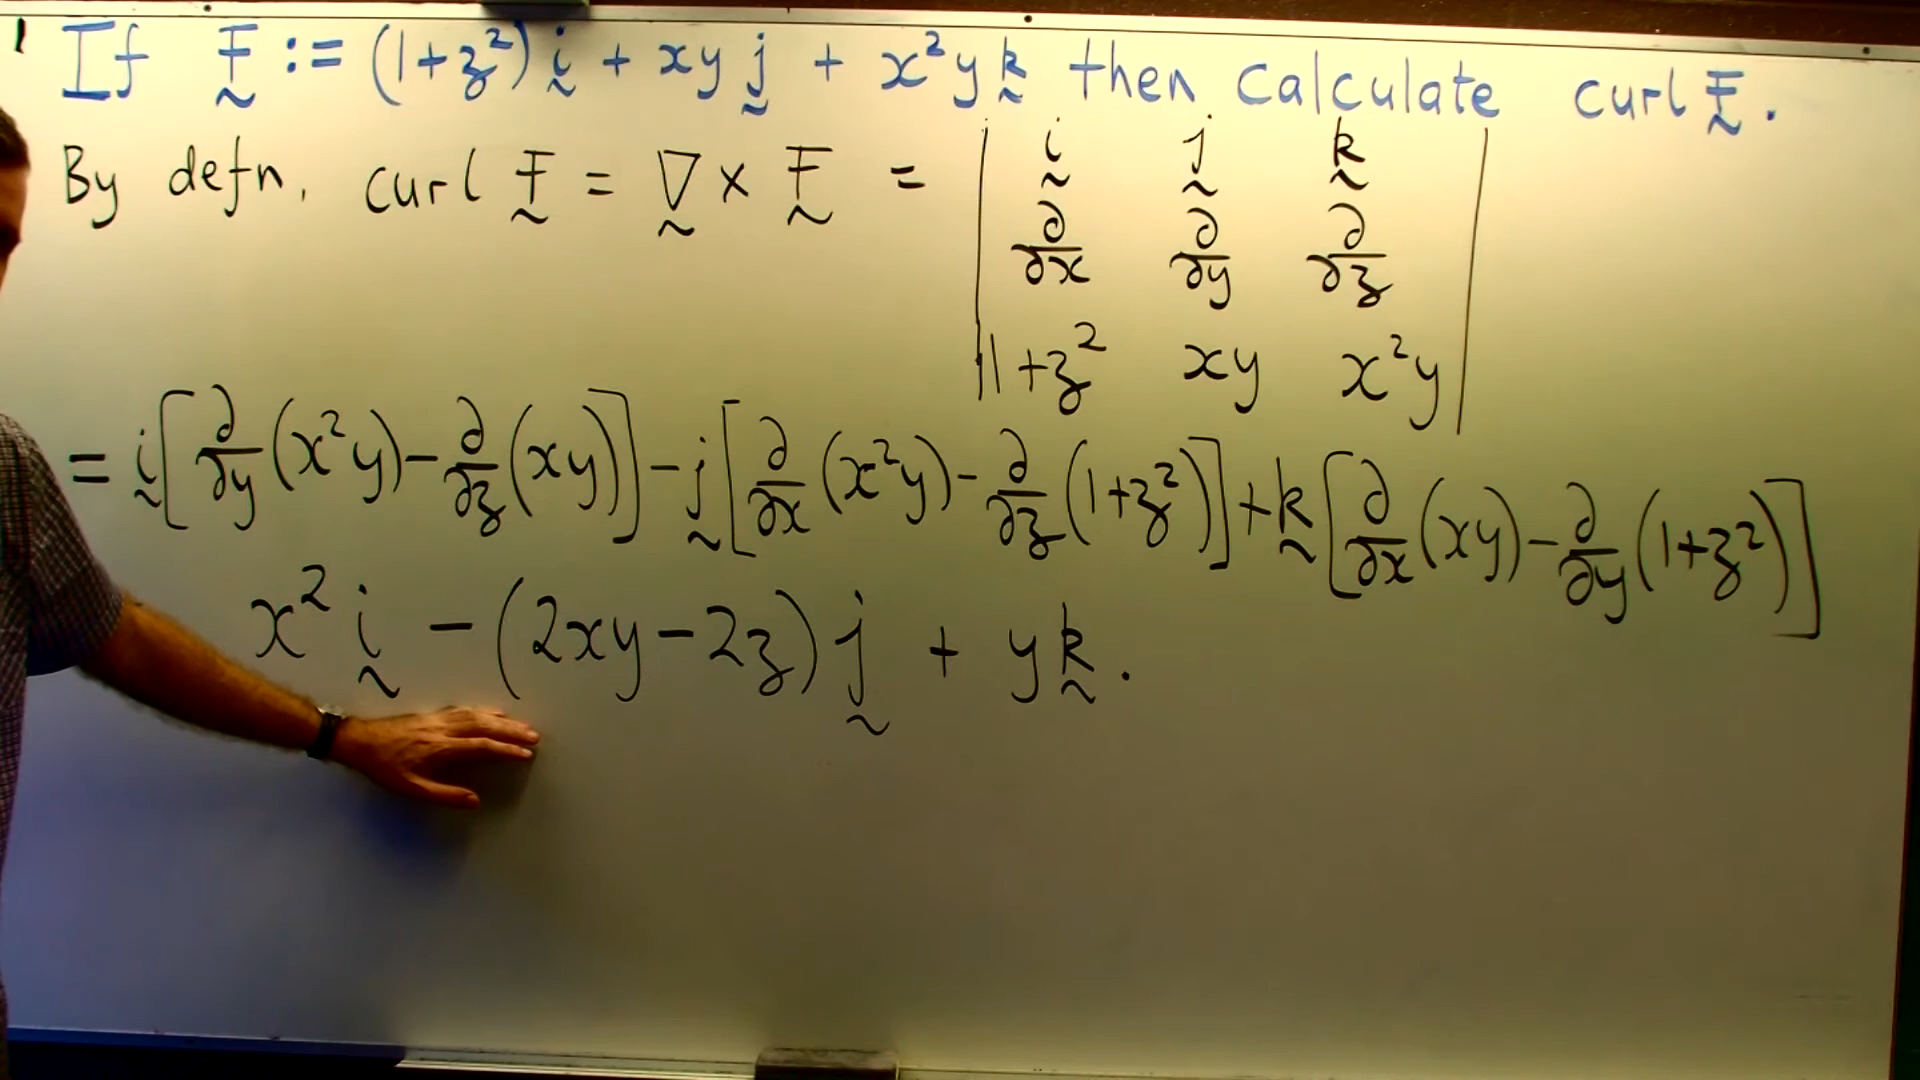 If F̰ := (1+z²) ḭ + xy j̰ + x²y k̰ then calculate curl F̰.
By defn, curl F̰ = ∇̰ × F̰ = | ḭ j̰ k̰
∂/∂x ∂/∂y ∂/∂z
1+z² xy x²y |
= ḭ[∂/∂y(x²y) - ∂/∂z(xy)] - j̰[∂/∂x(x²y) - ∂/∂z(1+z²)] + k̰[∂/∂x(xy) - ∂/∂y(1+z²)]
x² ḭ - (2xy - 2z) j̰ + y k̰.